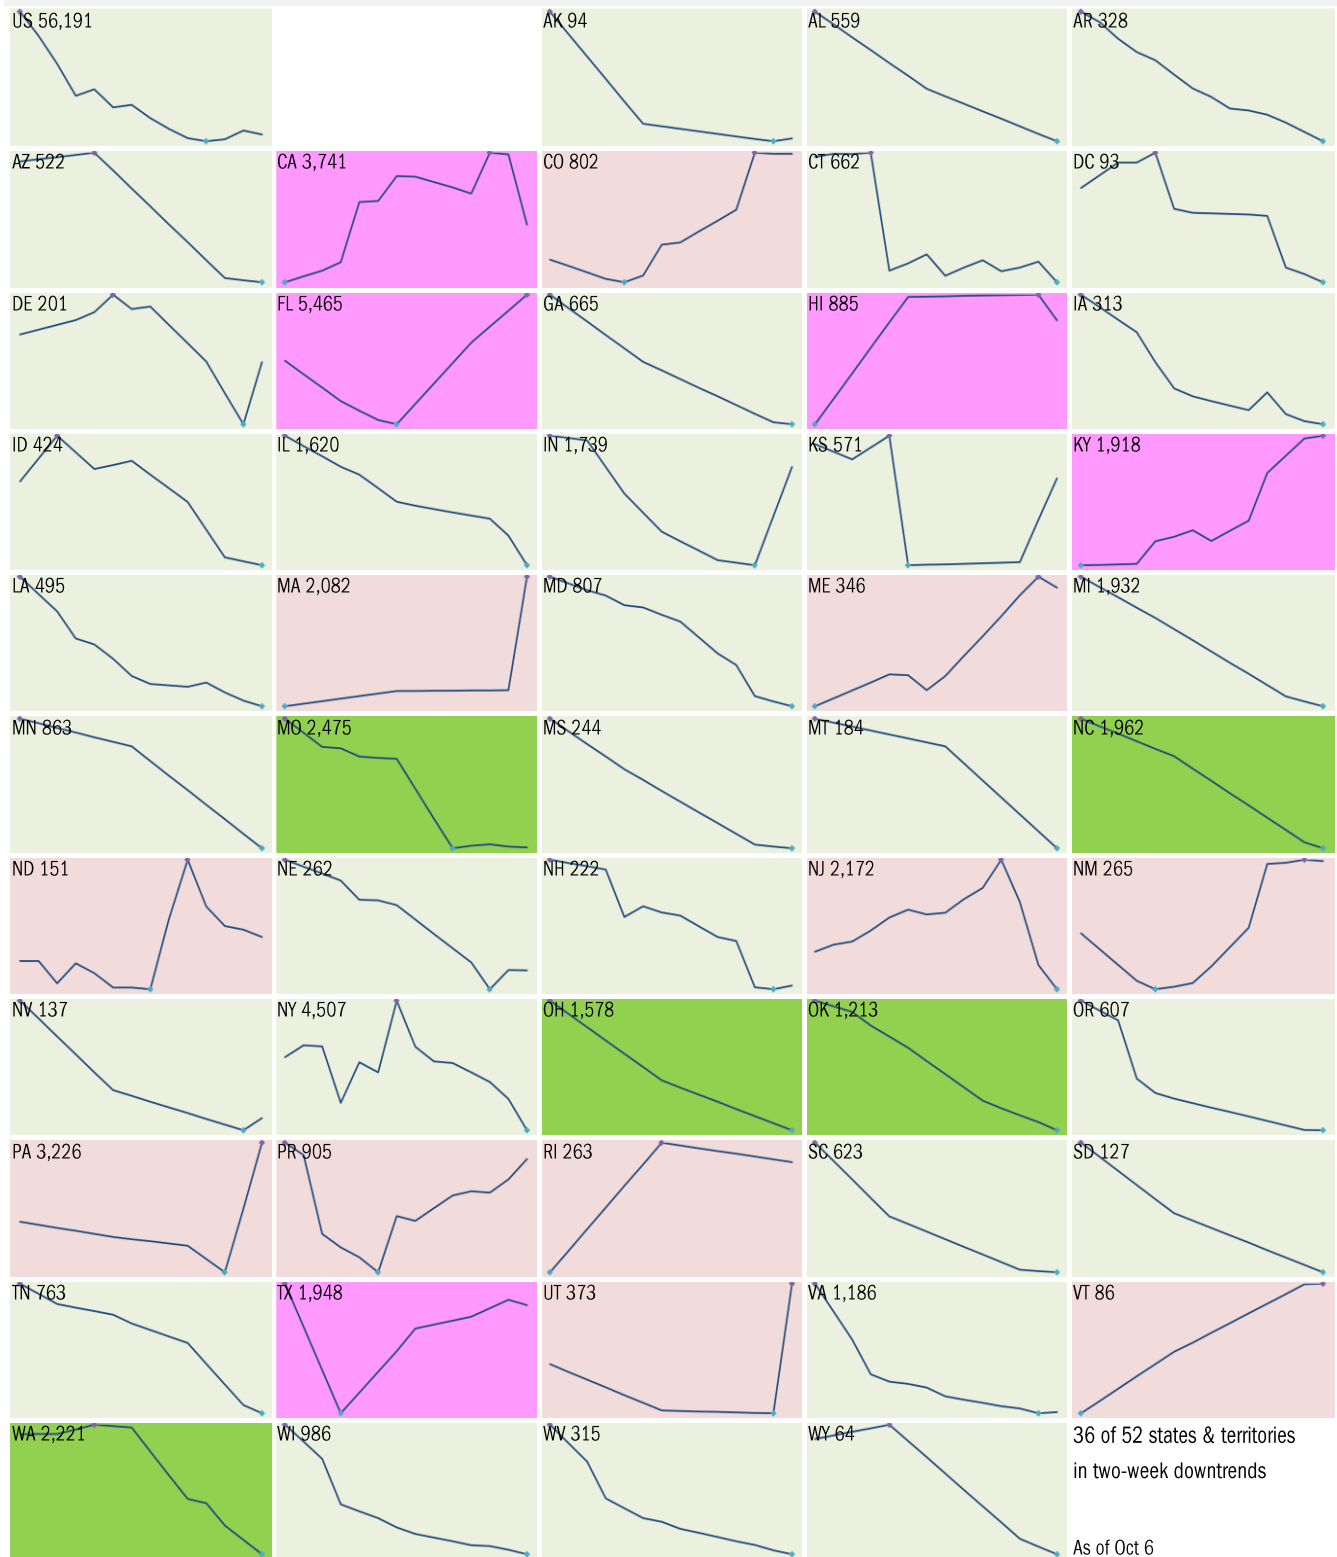 US 56,191
AK 94
AL 559
AR 328
AZ 522
CA 3,741
CO 802
CT 662
DC 93
DE 201
FL 5,465
GA 665
HI 885
IA 313
ID 424
IL 1,620
IN 1,739
KS 571
KY 1,918
LA 495
MA 2,082
MD 807
ME 346
MI 1,932
MN 863
MO 2,475
MS 244
MT 184
NC 1,962
ND 151
NE 262
NH 222
NJ 2,172
NM 265
NV 137
NY 4,507
OH 1,578
OK 1,213
OR 607
PA 3,226
PR 905
RI 263
SC 623
SD 127
TN 763
TX 1,948
UT 373
VA 1,186
VT 86
WA 2,221
WI 986
WV 315
WY 64
36 of 52 states & territories
in two-week downtrends
As of Oct 6